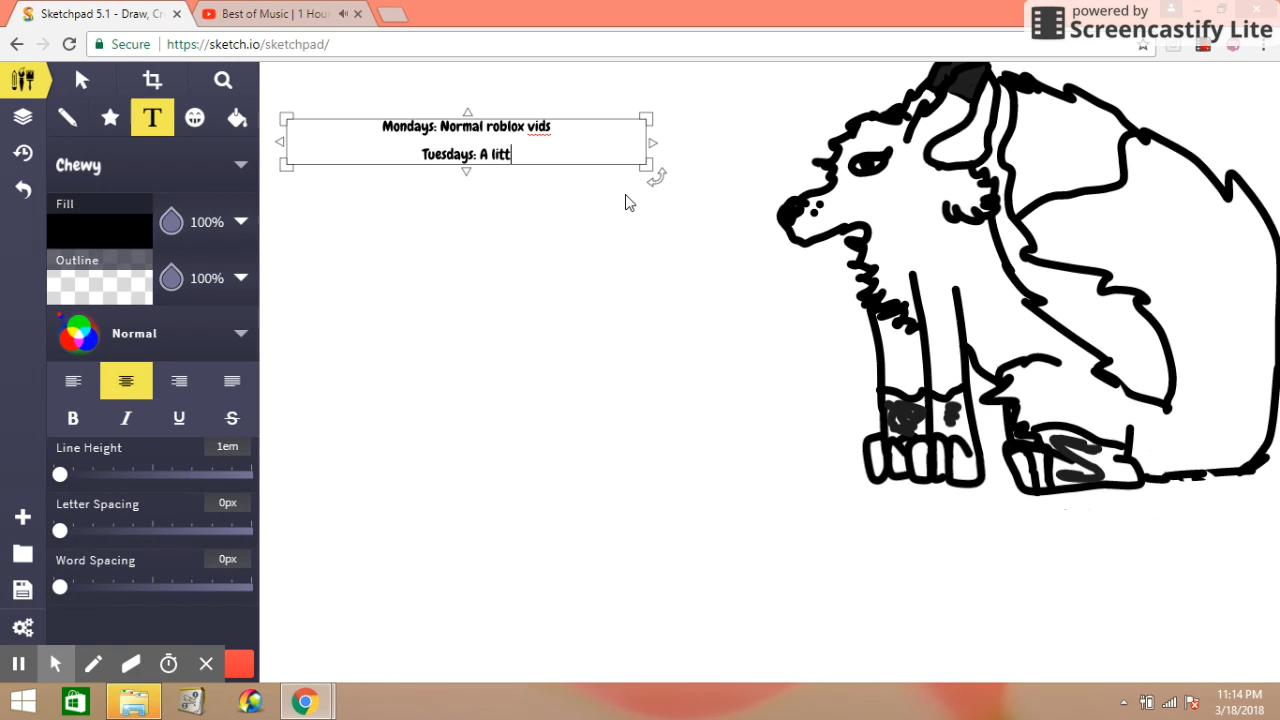 Sketchpad 5.1 - Draw, Cr
Best of Music | 1 Hour
powered by
Screencastify Lite
Secure
https://sketch.io/sketchpad/
T
Chewy
Fill
100%
Outline
100%
Normal
B I U S
Line Height 1em
Letter Spacing 0px
Word Spacing 0px
Mondays: Normal roblox vids
Tuesdays: A litt
11:14 PM
3/18/2018